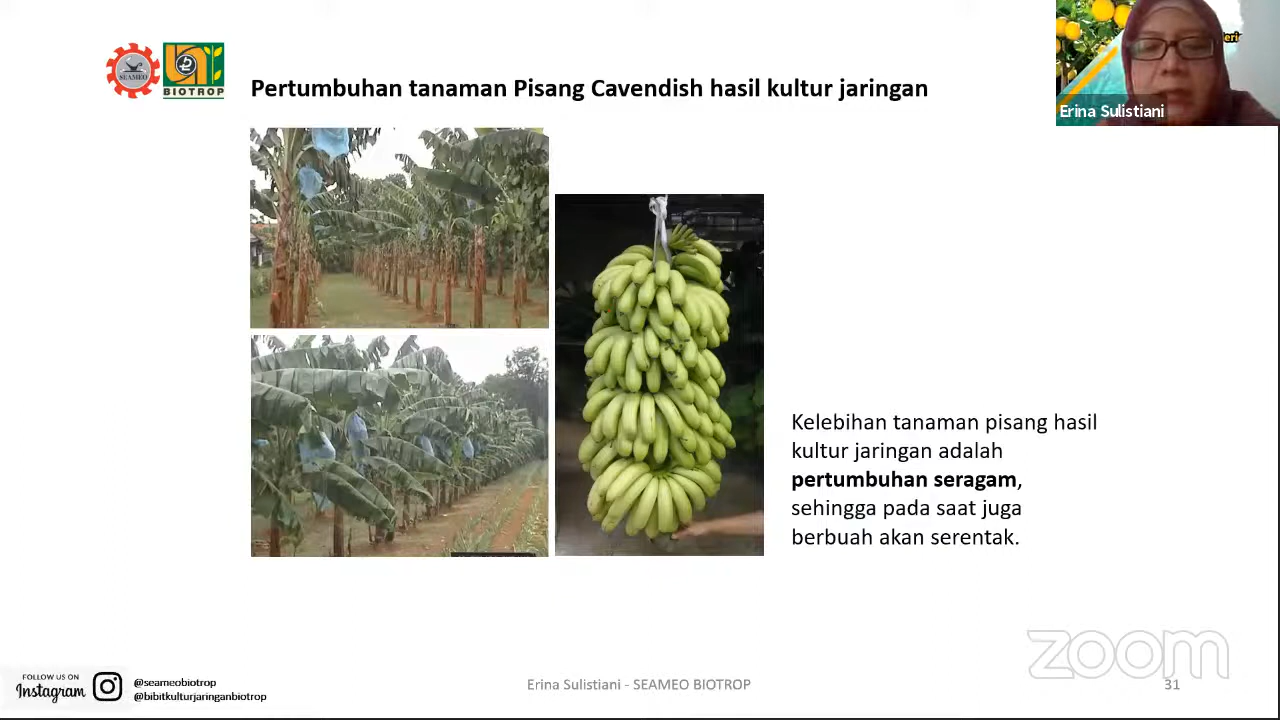 SEAMEO
BIOTROP
Pertumbuhan tanaman Pisang Cavendish hasil kultur jaringan
Erina Sulistiani
Kelebihan tanaman pisang hasil
kultur jaringan adalah
pertumbuhan seragam,
sehingga pada saat juga
berbuah akan serentak.
zoom
FOLLOW US ON
Instagram
@seameobiotrop
@bibitkulturjaringanbiotrop
Erina Sulistiani - SEAMEO BIOTROP
31